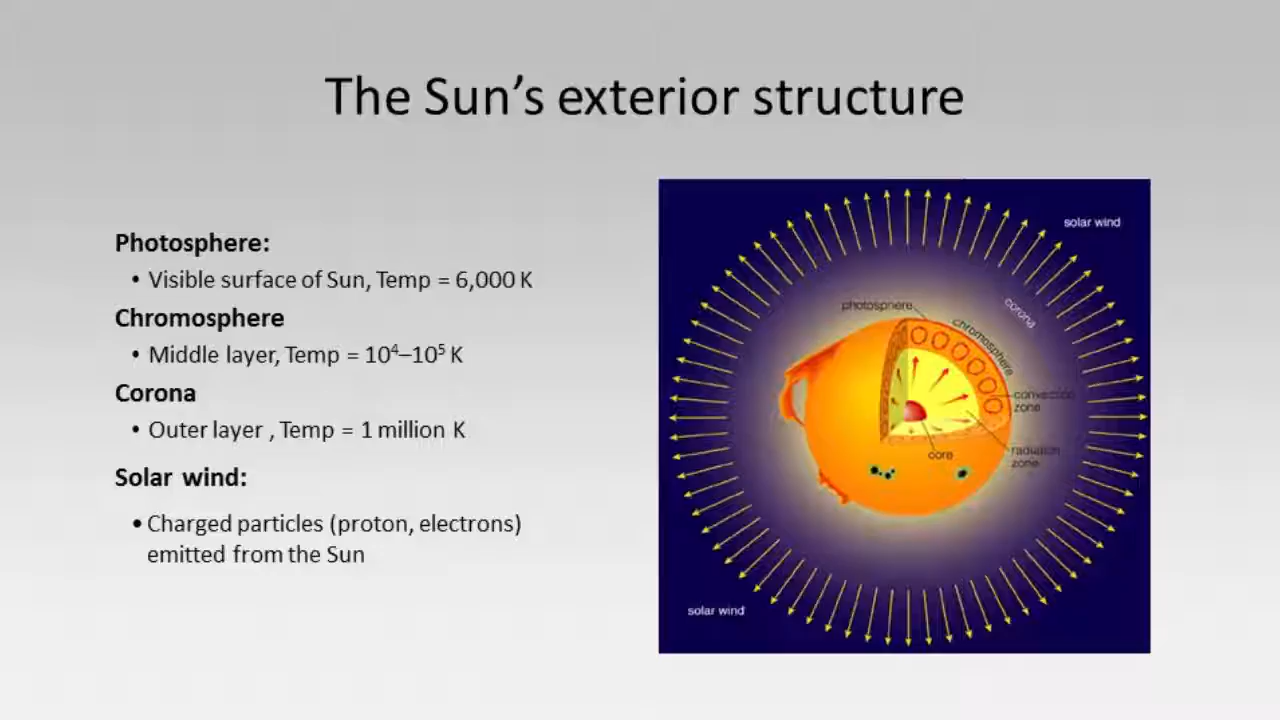 The Sun’s exterior structure
Photosphere:
• Visible surface of Sun, Temp = 6,000 K
Chromosphere
• Middle layer, Temp = 10⁴–10⁵ K
Corona
• Outer layer , Temp = 1 million K
Solar wind:
• Charged particles (proton, electrons)
emitted from the Sun
solar wind
photosphere
chromosphere
corona
convection
zone
core
radiation
zone
solar wind